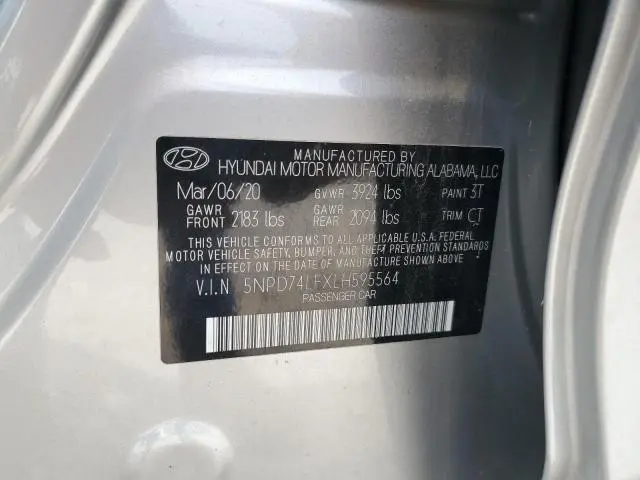 MANUFACTURED BY
HYUNDAI MOTOR MANUFACTURING ALABAMA, LLC
Mar/06/20 GVWR 3924 lbs PAINT 3T
GAWR FRONT 2183 lbs GAWR REAR 2094 lbs TRIM CT
THIS VEHICLE CONFORMS TO ALL APPLICABLE U.S.A. FEDERAL
MOTOR VEHICLE SAFETY, BUMPER, AND THEFT PREVENTION STANDARDS
IN EFFECT ON THE DATE OF MANUFACTURE SHOWN ABOVE.
V.I.N 5NPD74LFXLH595564
PASSENGER CAR